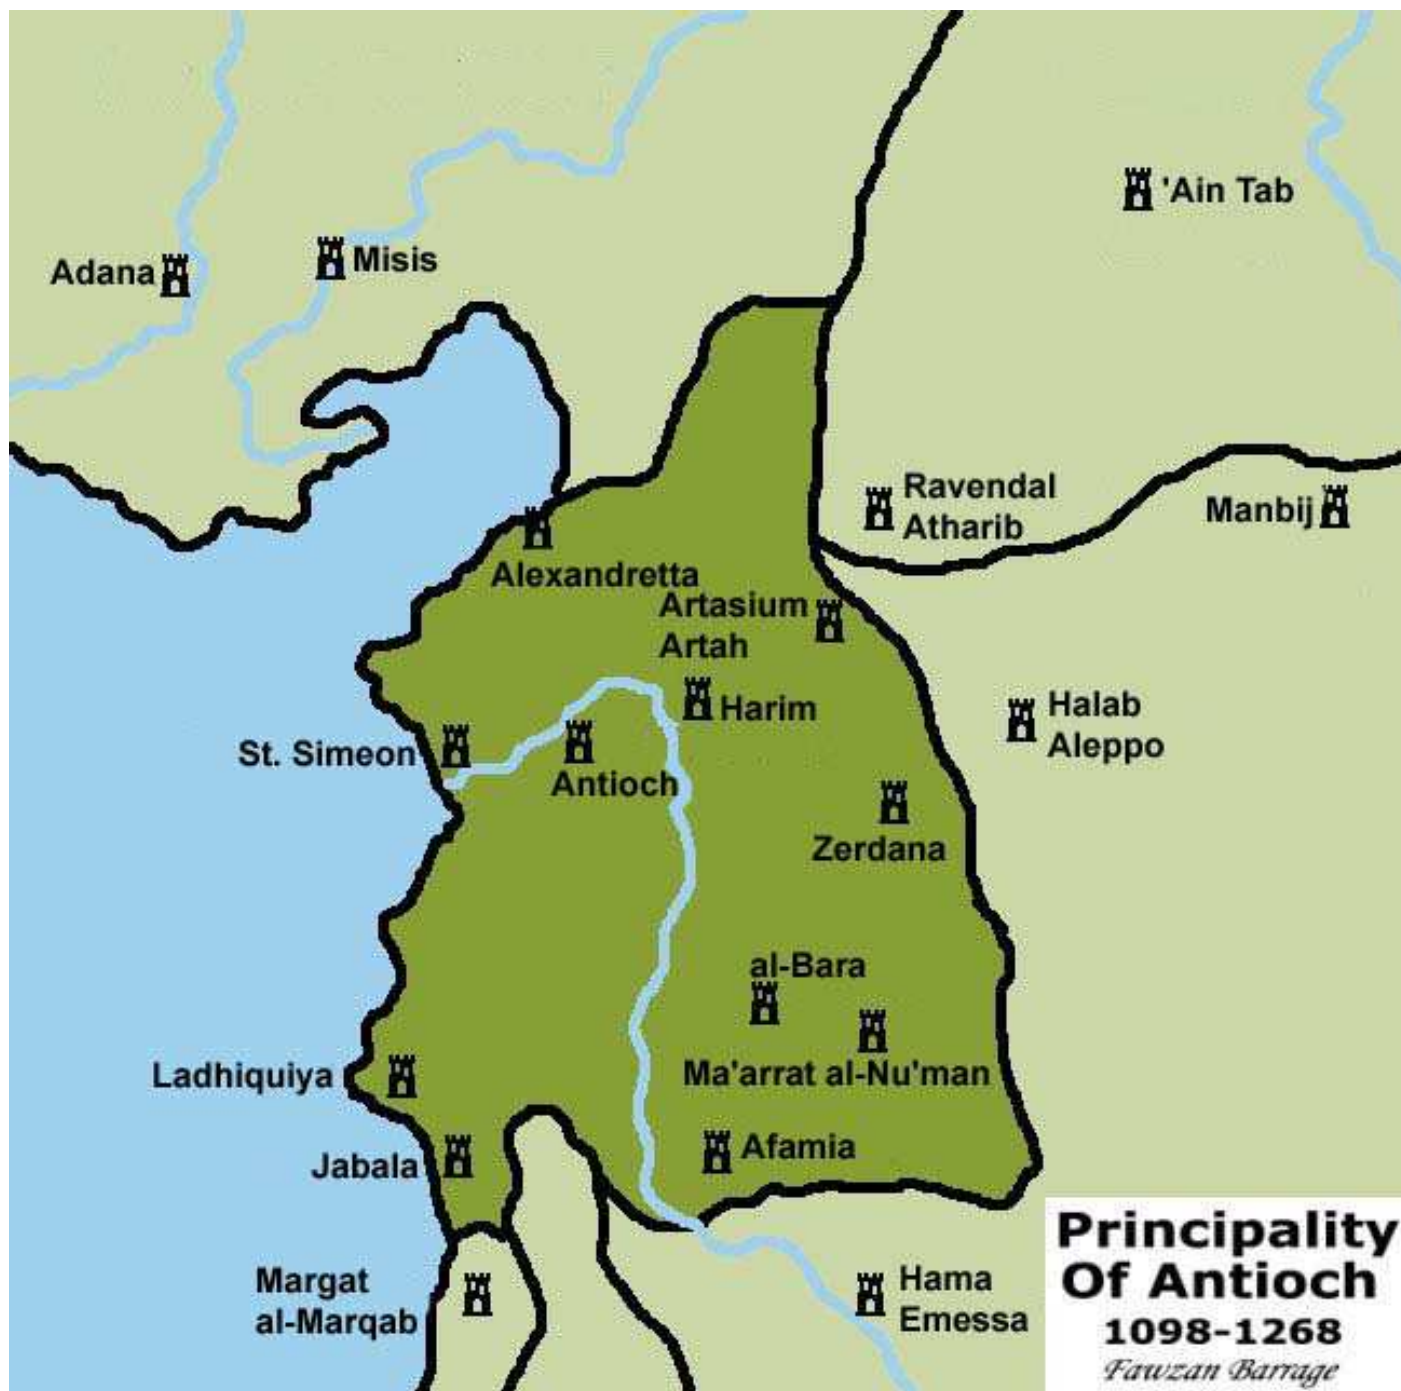 'Ain Tab
Misis
Adana
Ravendal
Atharib
Manbij
Alexandretta
Artasium
Artah
Harim
Halab
Aleppo
St. Simeon
Antioch
Zerdana
al-Bara
Ma'arrat al-Nu'man
Ladhiquiya
Afamia
Jabala
Margat
al-Marqab
Hama
Emessa
Principality
Of Antioch
1098-1268
Fawzan Barrage